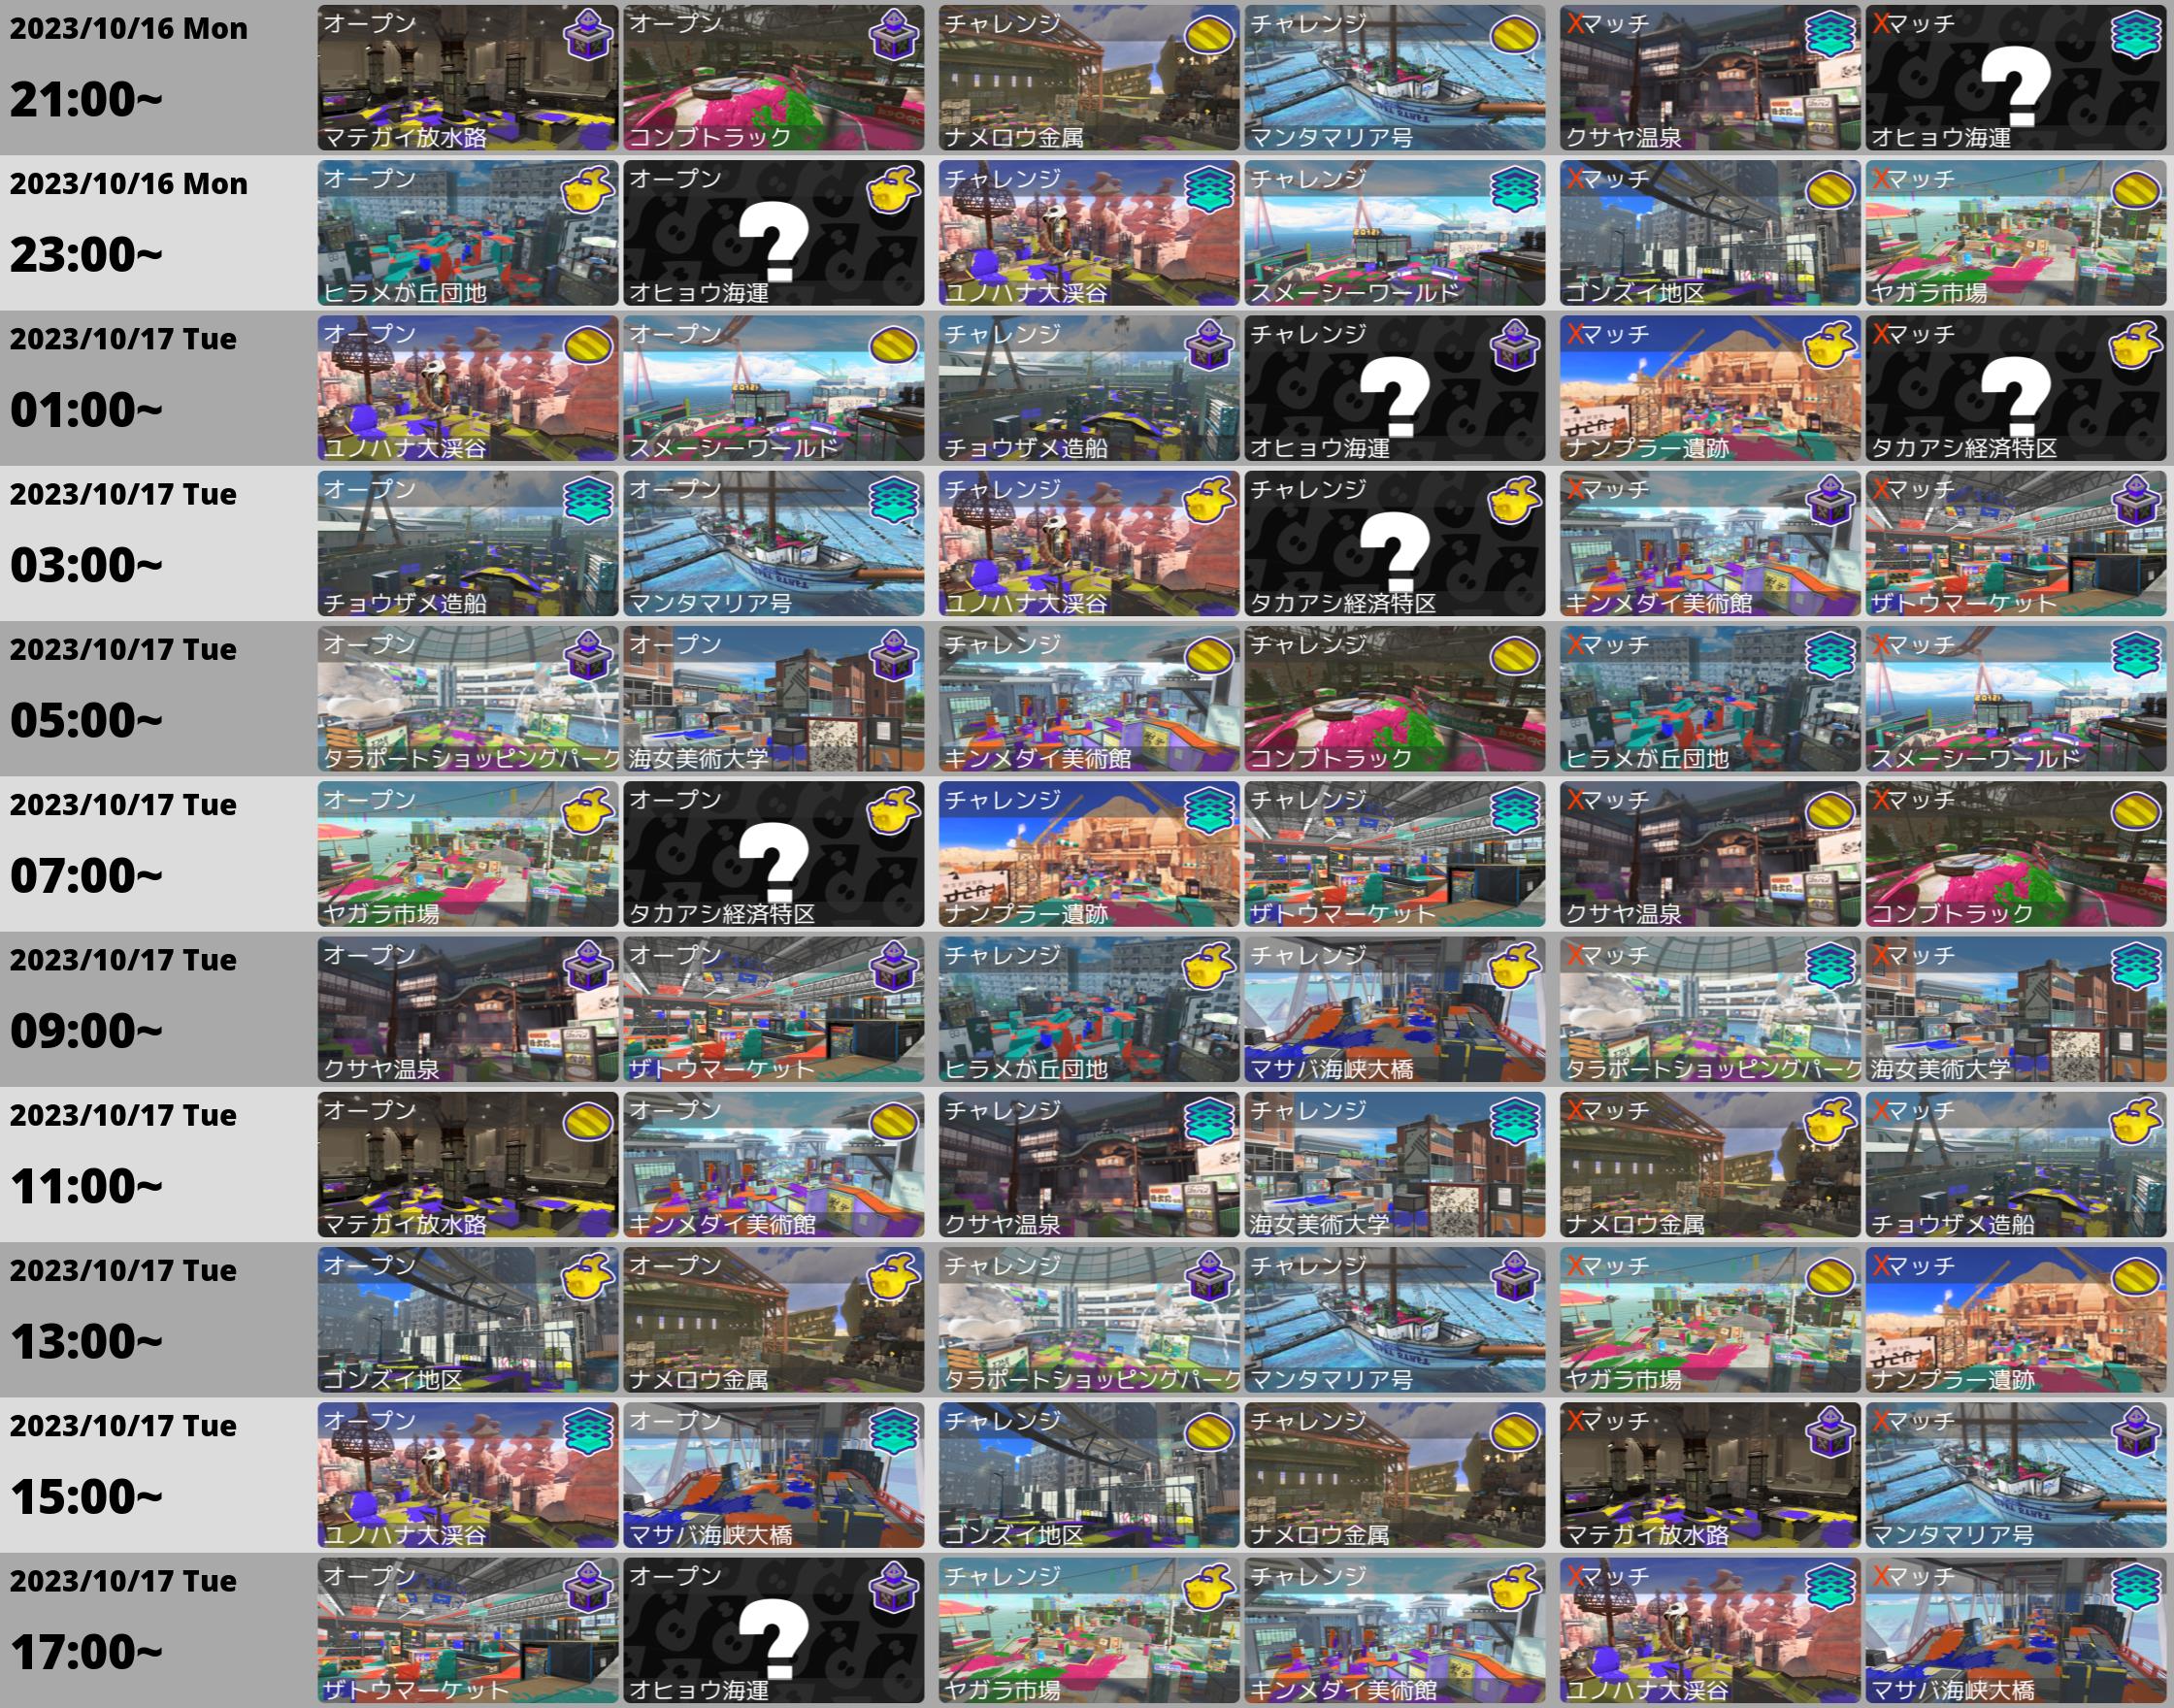 2023/10/16 Mon
21:00~
オープン オープン チャレンジ チャレンジ Xマッチ Xマッチ
マテガイ放水路 コンブトラック ナメロウ金属 マンタマリア号 クサヤ温泉 オヒョウ海運
2023/10/16 Mon
23:00~
オープン オープン チャレンジ チャレンジ Xマッチ Xマッチ
ヒラメが丘団地 オヒョウ海運 ユノハナ大渓谷 スメーシーワールド ゴンズイ地区 ヤガラ市場
2023/10/17 Tue
01:00~
オープン オープン チャレンジ チャレンジ Xマッチ Xマッチ
ユノハナ大渓谷 スメーシーワールド チョウザメ造船 オヒョウ海運 ナンプラー遺跡 タカアシ経済特区
2023/10/17 Tue
03:00~
オープン オープン チャレンジ チャレンジ Xマッチ Xマッチ
チョウザメ造船 マンタマリア号 ユノハナ大渓谷 タカアシ経済特区 キンメダイ美術館 ザトウマーケット
2023/10/17 Tue
05:00~
オープン オープン チャレンジ チャレンジ Xマッチ Xマッチ
タラポートショッピングパーク 海女美術大学 キンメダイ美術館 コンブトラック ヒラメが丘団地 スメーシーワールド
2023/10/17 Tue
07:00~
オープン オープン チャレンジ チャレンジ Xマッチ Xマッチ
ヤガラ市場 タカアシ経済特区 ナンプラー遺跡 ザトウマーケット クサヤ温泉 コンブトラック
2023/10/17 Tue
09:00~
オープン オープン チャレンジ チャレンジ Xマッチ Xマッチ
クサヤ温泉 ザトウマーケット ヒラメが丘団地 マサバ海峡大橋 タラポートショッピングパーク 海女美術大学
2023/10/17 Tue
11:00~
オープン オープン チャレンジ チャレンジ Xマッチ Xマッチ
マテガイ放水路 キンメダイ美術館 クサヤ温泉 海女美術大学 ナメロウ金属 チョウザメ造船
2023/10/17 Tue
13:00~
オープン オープン チャレンジ チャレンジ Xマッチ Xマッチ
ゴンズイ地区 ナメロウ金属 タラポートショッピングパーク マンタマリア号 ヤガラ市場 ナンプラー遺跡
2023/10/17 Tue
15:00~
オープン オープン チャレンジ チャレンジ Xマッチ Xマッチ
ユノハナ大渓谷 マサバ海峡大橋 ゴンズイ地区 ナメロウ金属 マテガイ放水路 マンタマリア号
2023/10/17 Tue
17:00~
オープン オープン チャレンジ チャレンジ Xマッチ Xマッチ
ザトウマーケット オヒョウ海運 ヤガラ市場 キンメダイ美術館 ユノハナ大渓谷 マサバ海峡大橋